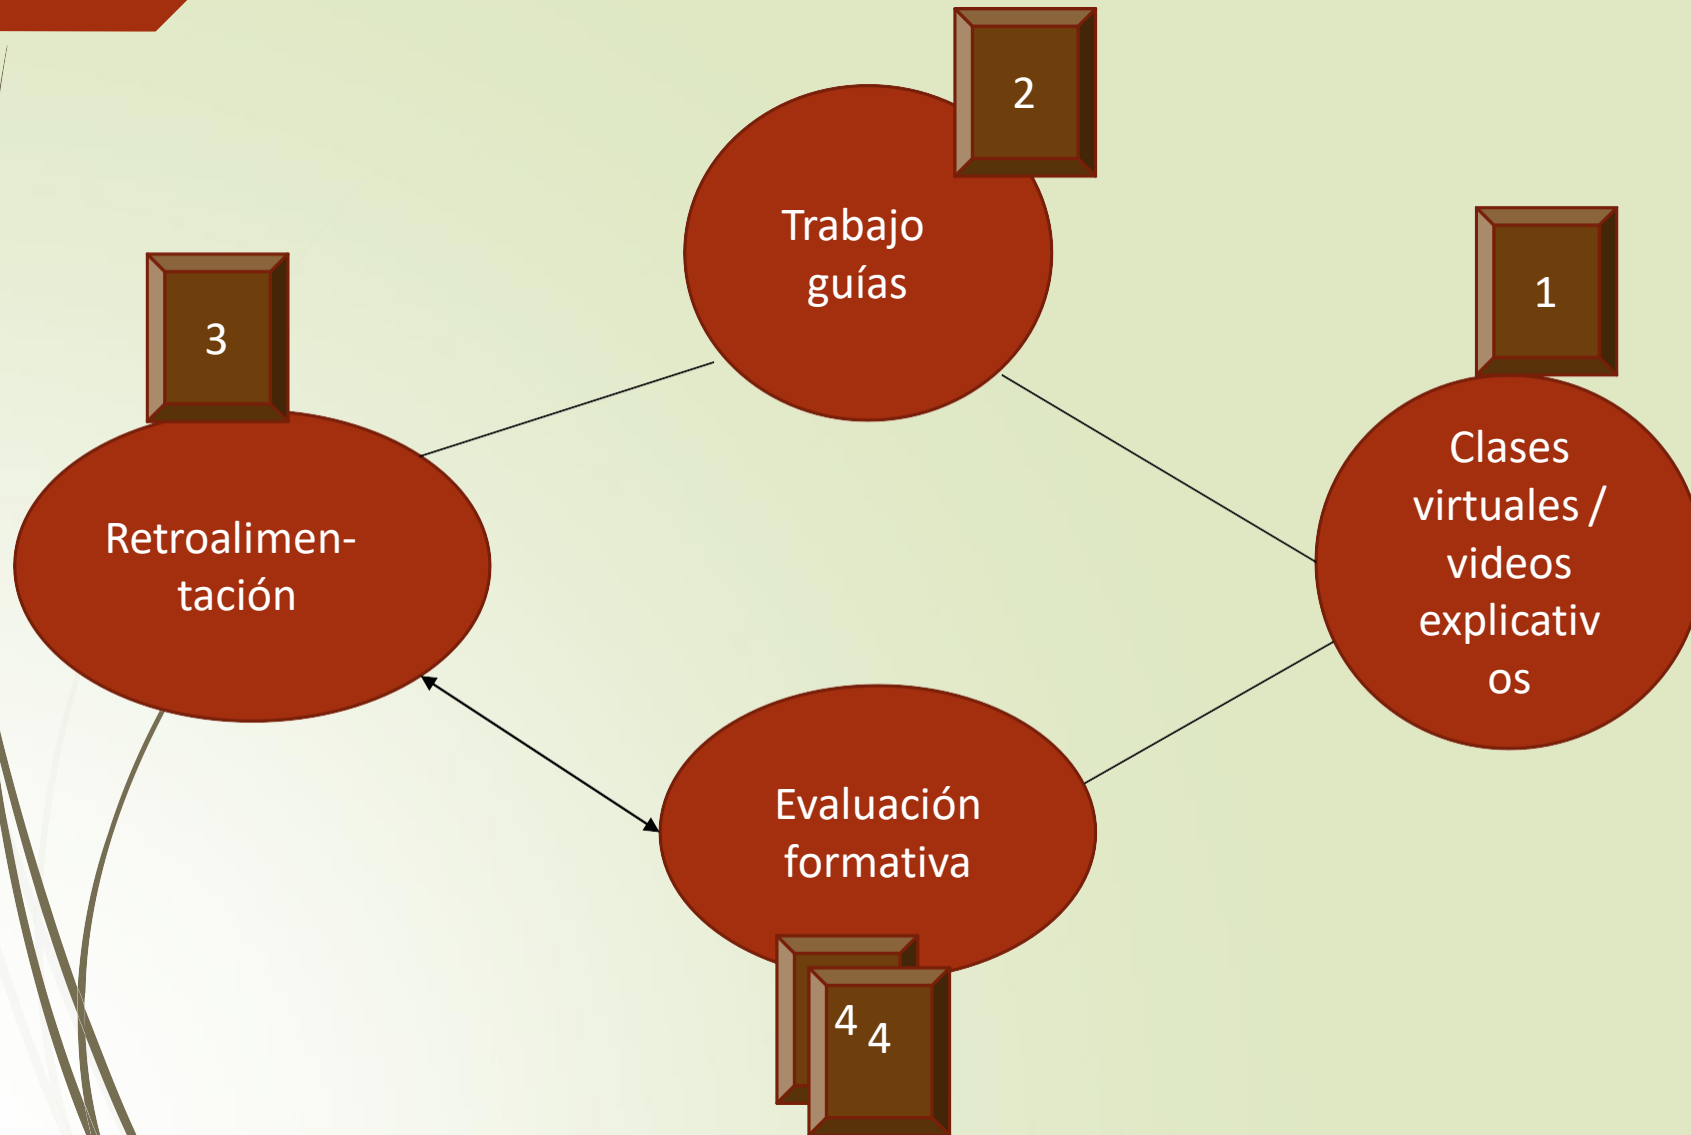 2
Trabajo
guías
1
3
Clases
virtuales /
videos
explicativ
os
Retroalimen-
tación
Evaluación
formativa
4
4